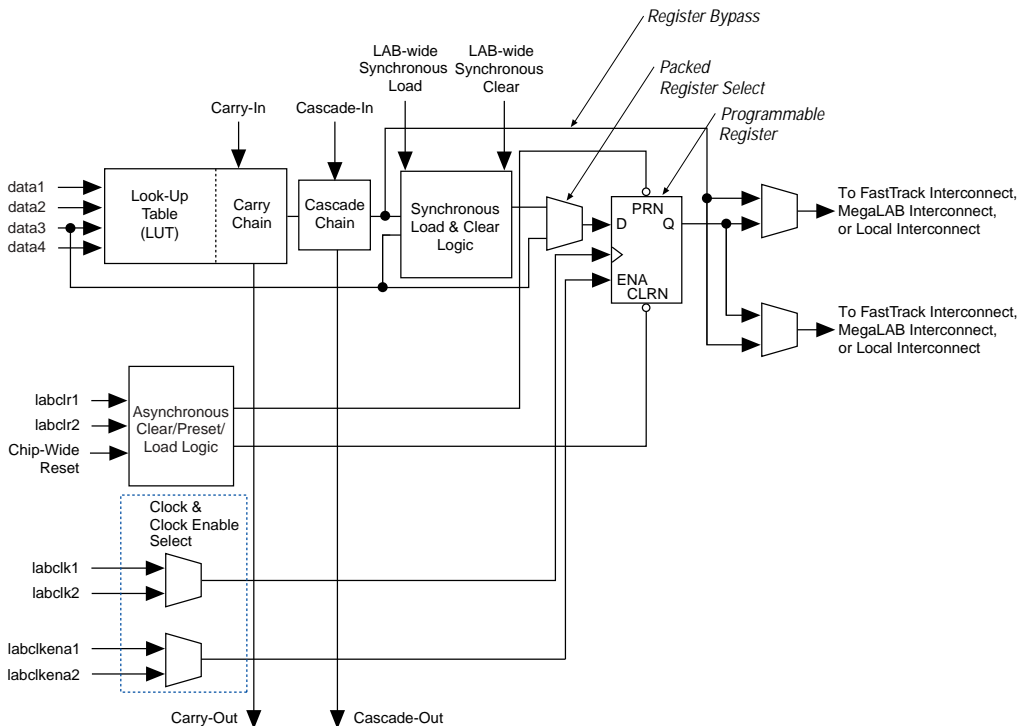 Register Bypass
LAB-wide
Synchronous
Load
LAB-wide
Synchronous
Clear
Packed
Register Select
Carry-In
Cascade-In
Programmable
Register
data1
data2
data3
data4
Look-Up
Table
(LUT)
Carry
Chain
Cascade
Chain
Synchronous
Load & Clear
Logic
PRN
D
Q
ENA
CLRN
To FastTrack Interconnect,
MegaLAB Interconnect,
or Local Interconnect
To FastTrack Interconnect,
MegaLAB Interconnect,
or Local Interconnect
labclr1
labclr2
Chip-Wide
Reset
Asynchronous
Clear/Preset/
Load Logic
Clock &
Clock Enable
Select
labclk1
labclk2
labclkena1
labclkena2
Carry-Out
Cascade-Out